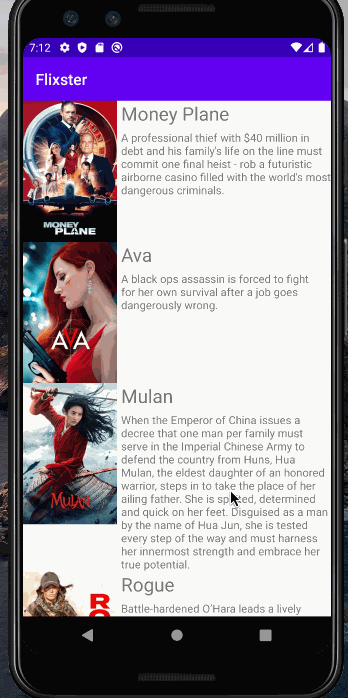 7:12
Flixster
Money Plane
A professional thief with $40 million in
debt and his family's life on the line must
commit one final heist - rob a futuristic
airborne casino filled with the world's most
dangerous criminals.
MONEY
PLANE
Ava
A black ops assassin is forced to fight
for her own survival after a job goes
dangerously wrong.
AVA
Mulan
When the Emperor of China issues a
decree that one man per family must
serve in the Imperial Chinese Army to
defend the country from Huns, Hua
Mulan, the eldest daughter of an honored
warrior, steps in to take the place of her
ailing father. She is spirited, determined
and quick on her feet. Disguised as a man
by the name of Hua Jun, she is tested
every step of the way and must harness
her innermost strength and embrace her
true potential.
MULAN
Rogue
Battle-hardened O'Hara leads a lively
R